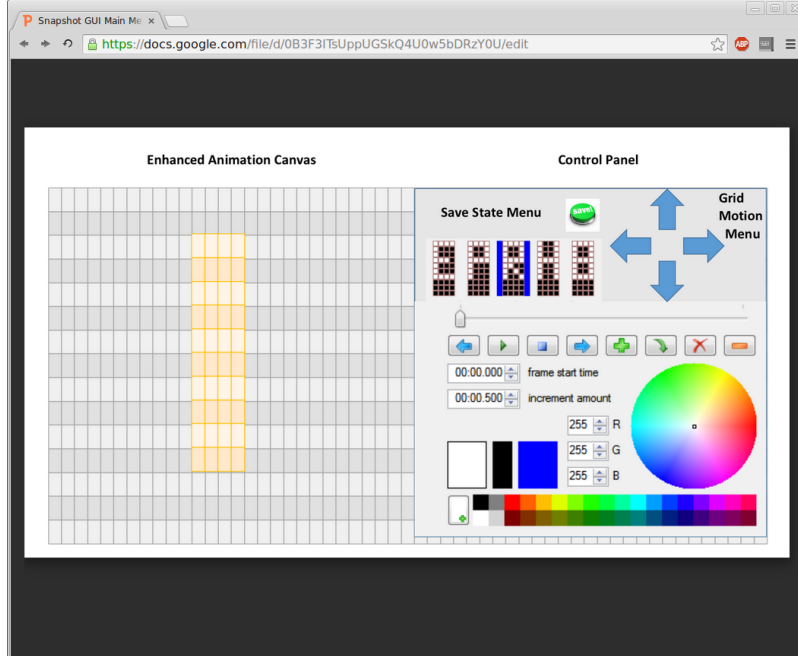 Snapshot GUI Main Me
https://docs.google.com/file/d/0B3F3ITsUppUGSkQ4U0w5bDRzY0U/edit
ABP
Enhanced Animation Canvas
Control Panel
Save State Menu
save!
Grid
Motion
Menu
00:00.000 frame start time
00:00.500 increment amount
255 R
255 G
255 B